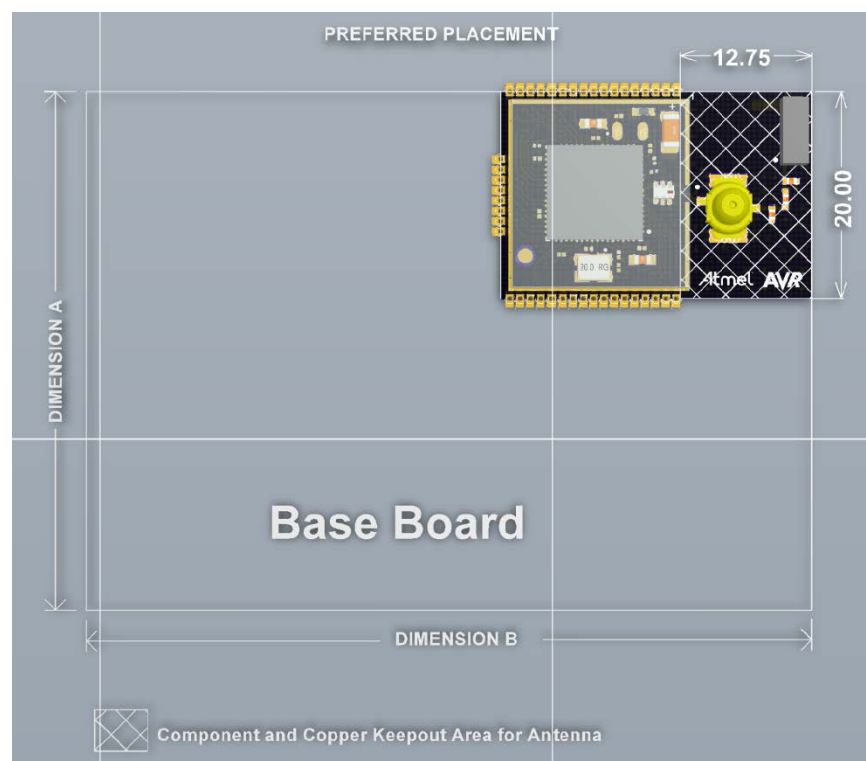 PREFERRED PLACEMENT
12.75
20.00
DIMENSION A
Atmel AVR
Base Board
DIMENSION B
Component and Copper Keepout Area for Antenna